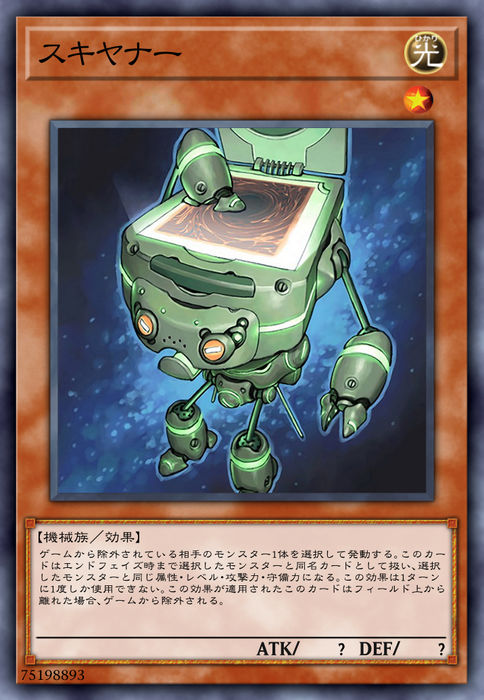 スキヤナー
ひかり
光
【機械族／効果】
ゲームから除外されている相手のモンスター1体を選択して発動する。このカー
ドはエンドフェイズ時まで選択したモンスターと同名カードとして扱い、選択
したモンスターと同じ属性・レベル・攻撃力・守備力になる。この効果は1ターン
に1度しか使用できない。この効果が適用されたこのカードはフィールド上から
離れた場合、ゲームから除外される。
ATK/ ? DEF/ ?
75198893